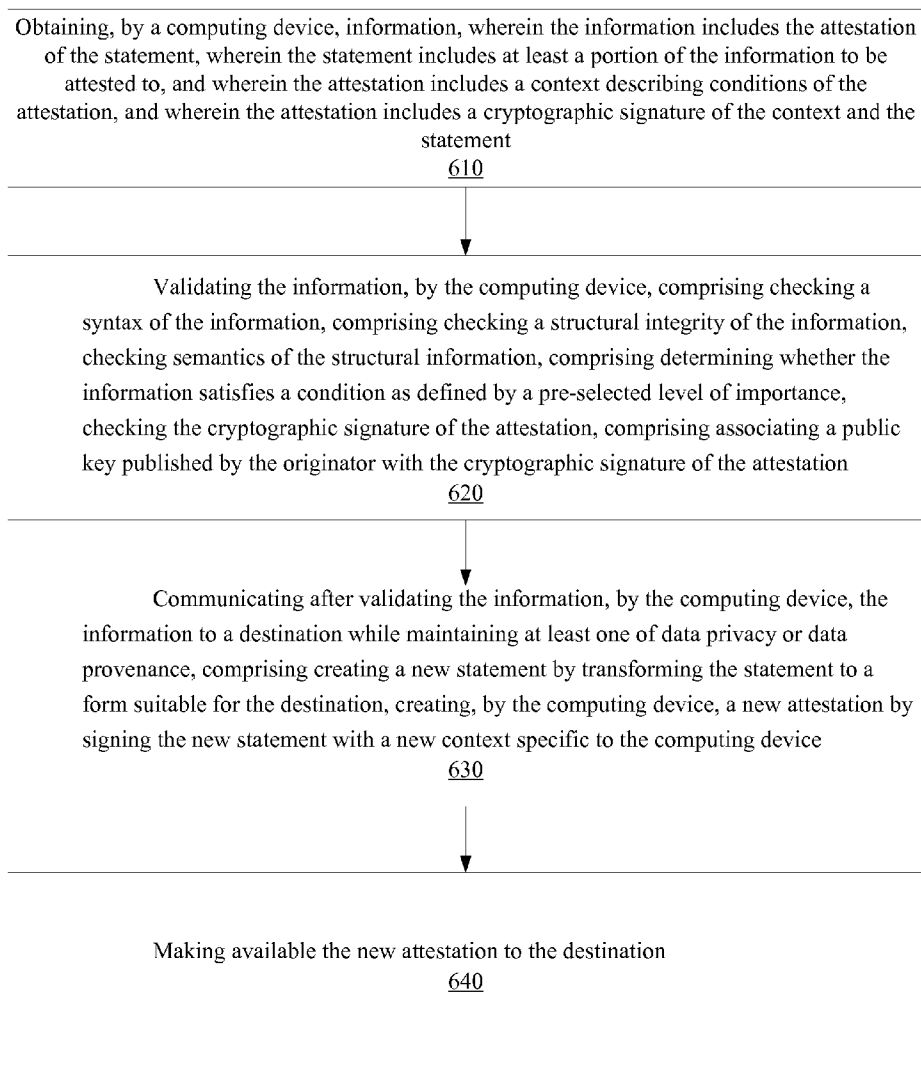 Obtaining, by a computing device, information, wherein the information includes the attestation
of the statement, wherein the statement includes at least a portion of the information to be
attested to, and wherein the attestation includes a context describing conditions of the
attestation, and wherein the attestation includes a cryptographic signature of the context and the
statement
610
Validating the information, by the computing device, comprising checking a
syntax of the information, comprising checking a structural integrity of the information,
checking semantics of the structural information, comprising determining whether the
information satisfies a condition as defined by a pre-selected level of importance,
checking the cryptographic signature of the attestation, comprising associating a public
key published by the originator with the cryptographic signature of the attestation
620
Communicating after validating the information, by the computing device, the
information to a destination while maintaining at least one of data privacy or data
provenance, comprising creating a new statement by transforming the statement to a
form suitable for the destination, creating, by the computing device, a new attestation by
signing the new statement with a new context specific to the computing device
630
Making available the new attestation to the destination
640